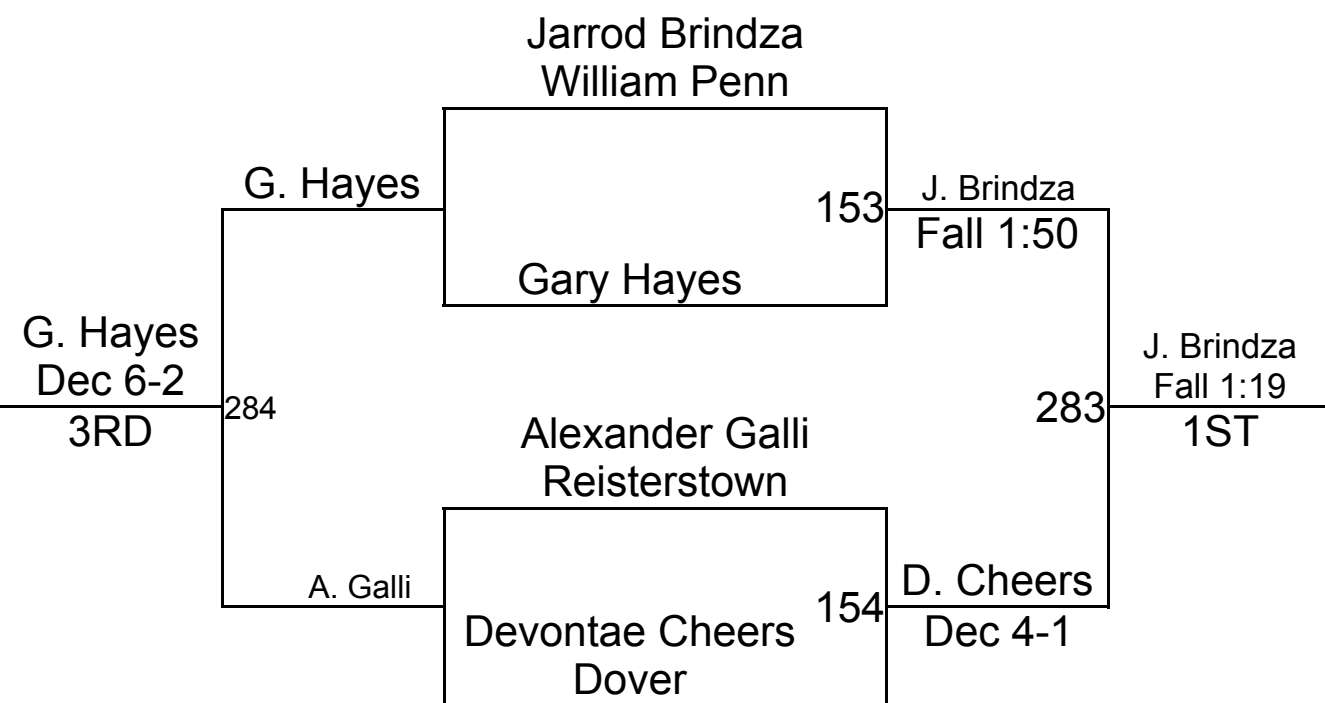 Jarrod Brindza
William Penn
G. Hayes
153
J. Brindza
Fall 1:50
Gary Hayes
G. Hayes
Dec 6-2
3RD
284
283
J. Brindza
Fall 1:19
1ST
Alexander Galli
Reisterstown
A. Galli
154
D. Cheers
Dec 4-1
Devontae Cheers
Dover